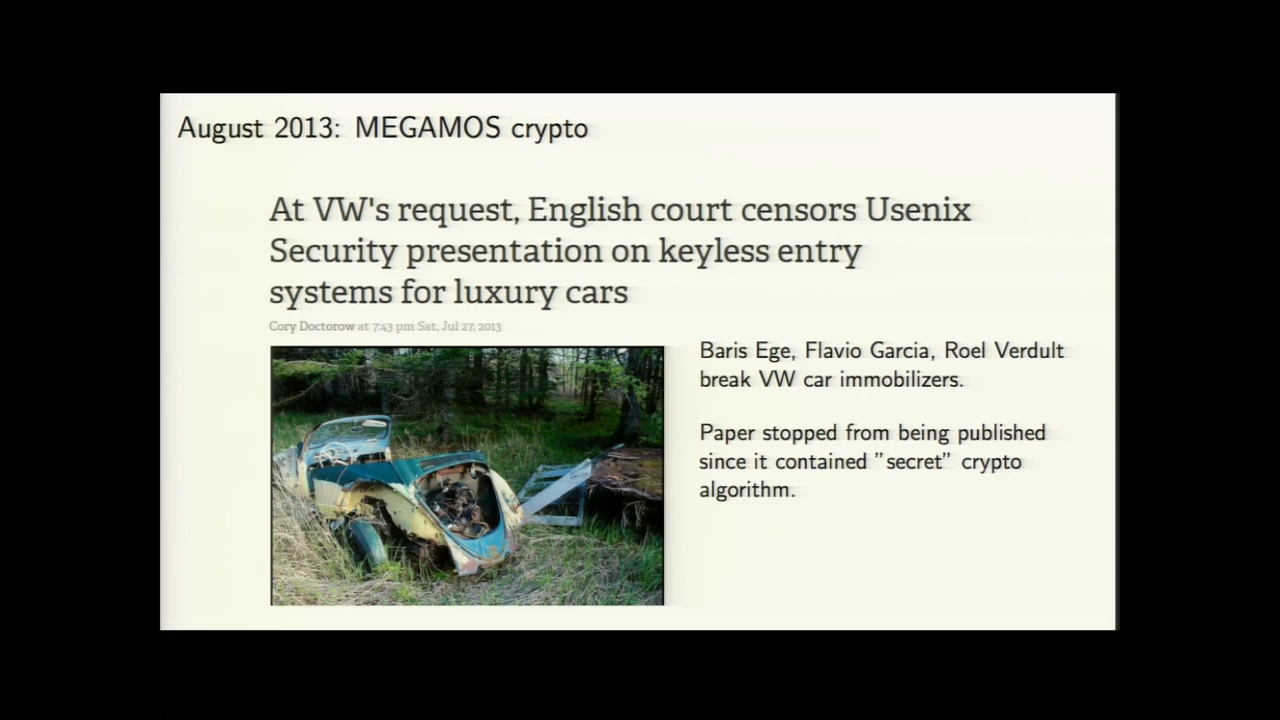 August 2013: MEGAMOS crypto
At VW's request, English court censors Usenix
Security presentation on keyless entry
systems for luxury cars
Cory Doctorow at 7:43 pm Sat, Jul 27, 2013
Baris Ege, Flavio Garcia, Roel Verdult
break VW car immobilizers.
Paper stopped from being published
since it contained "secret" crypto
algorithm.